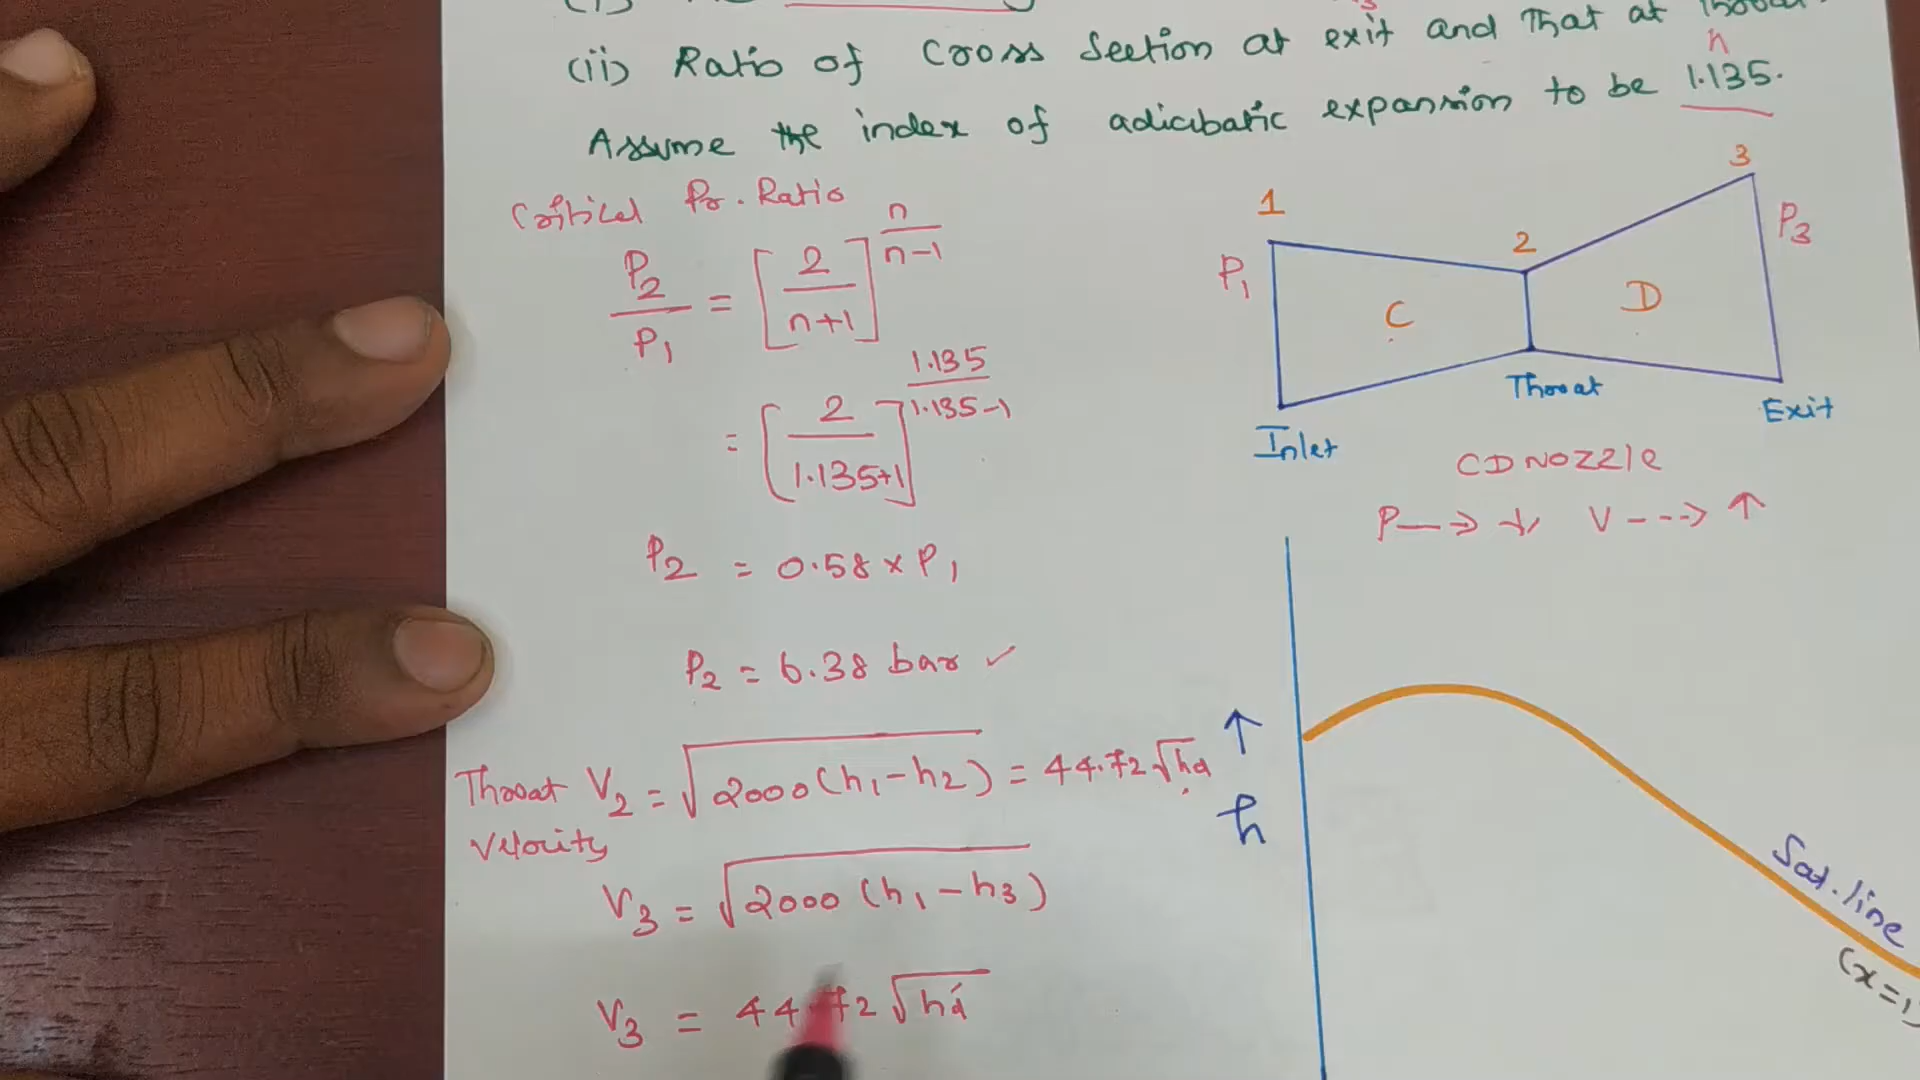 (ii) Ratio of cross section at exit and that at
n
Assume the index of adicibatic expansion to be 1.135.
Critical Pr. Ratio
P2/P1 = [2/n+1]^n/n-1
= [2/1.135+1]^1.135/1.135-1
P2 = 0.58 × P1
P2 = 6.38 bar ✓
Throat V2 = √2000(h1-h2) = 44.72√hd
Velocity
V3 = √2000(h1-h3)
V3 = 44.72√hd'
1
2
3
P1
C
D
P3
Inlet
Throat
Exit
CD NOZZle
P—→↓ V---→↑
↑
h
Sat. line
(x=1)